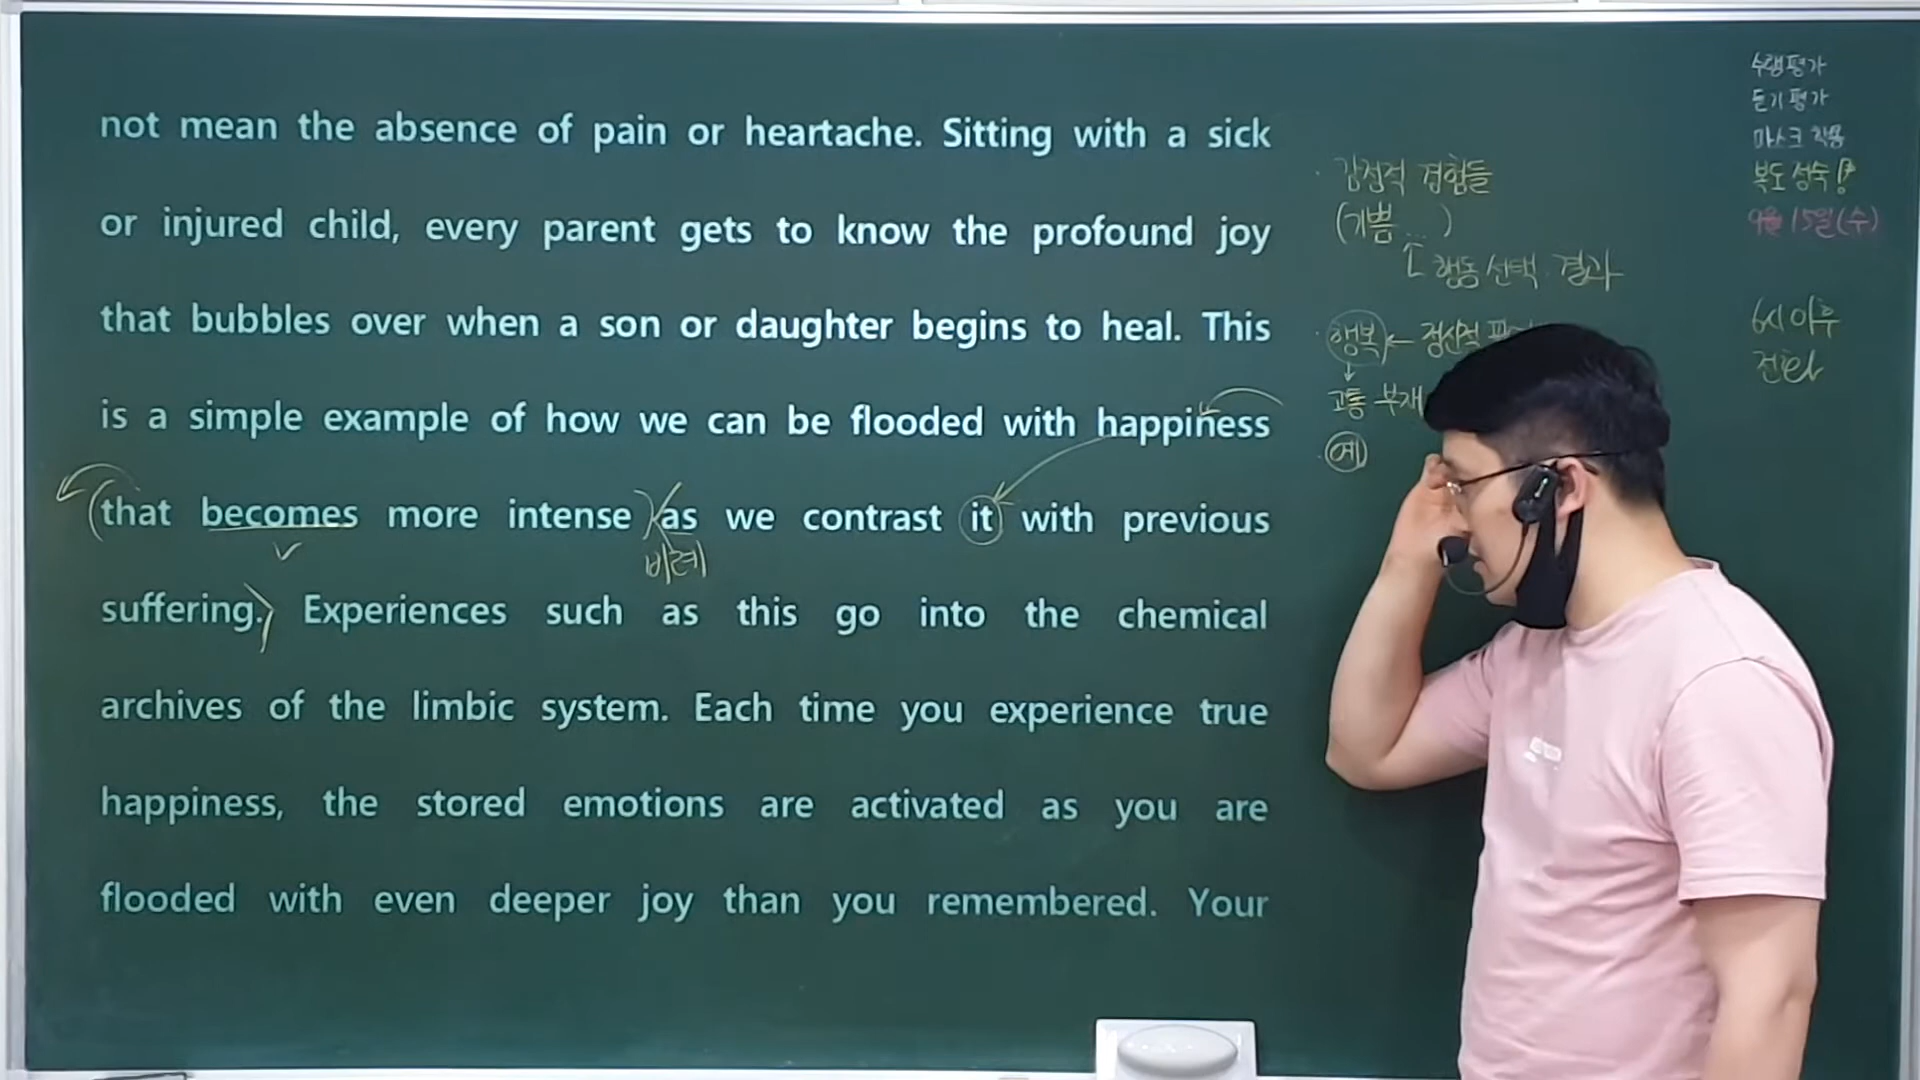 not mean the absence of pain or heartache. Sitting with a sick
or injured child, every parent gets to know the profound joy
that bubbles over when a son or daughter begins to heal. This
is a simple example of how we can be flooded with happiness
(that becomes more intense) as we contrast it with previous
비례
suffering.) Experiences such as this go into the chemical
archives of the limbic system. Each time you experience true
happiness, the stored emotions are activated as you are
flooded with even deeper joy than you remembered. Your
· 감정적 경험들
(기쁨 ... )
행동 선택 · 결과
· 행복 ← 정신적
↓
고통 부재
· 예
수행평가
듣기평가
마스크 착용
복도 정숙!
9월 15일(수)
6시 이후